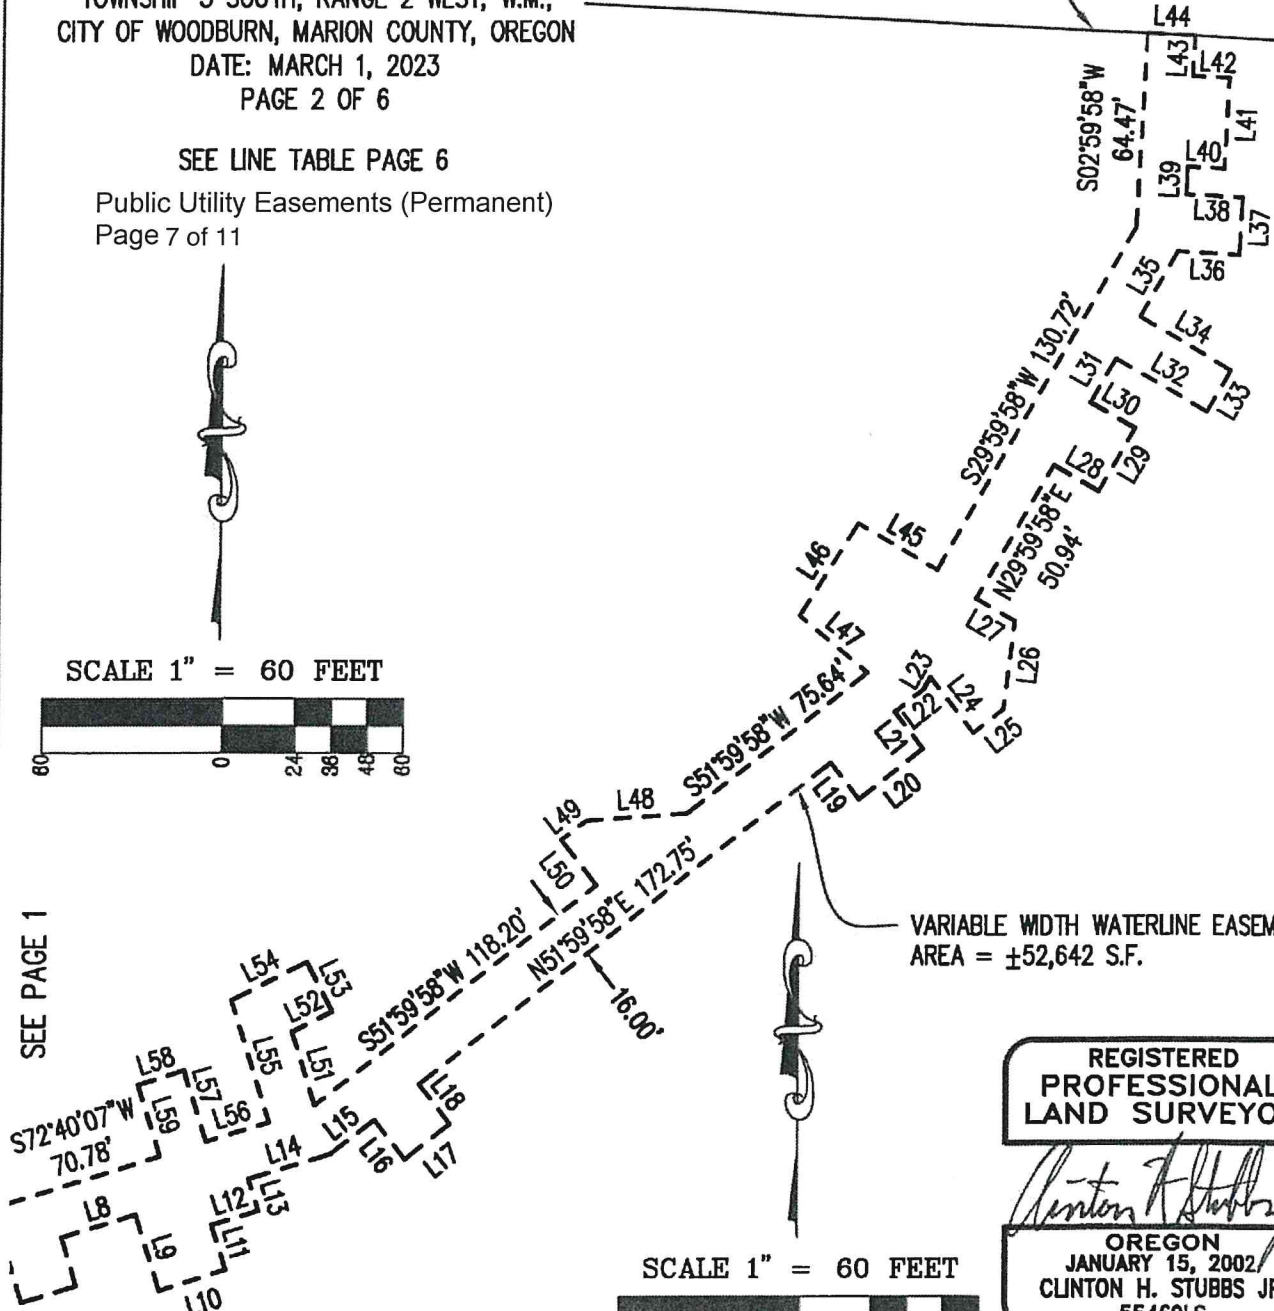 TOWNSHIP 5 SOUTH, RANGE 2 WEST, W.M.,
CITY OF WOODBURN, MARION COUNTY, OREGON
DATE: MARCH 1, 2023
PAGE 2 OF 6
SEE LINE TABLE PAGE 6
Public Utility Easements (Permanent)
Page 7 of 11
SCALE 1" = 60 FEET
60 0 24 36 48 60
L44
L43
L42
L41
S02°59'58"W
64.47'
L40
L39
L38
L37
L36
L35
L34
L33
L32
L31
L30
L29
L28
S29°59'58"W 130.72'
N29°59'58"E
50.94'
L27
L26
L25
L24
L23
L22
L21
L20
L19
L45
L46
L47
S51°59'58"W 75.64'
L48
L49
L50
N51°59'58"E 172.75'
S51°59'58"W 118.20'
16.00'
VARIABLE WIDTH WATERLINE EASEM
AREA = ±52,642 S.F.
SEE PAGE 1
L54
L53
L52
L51
L55
L58
L57
L56
L59
S72°40'07"W
70.78'
L18
L17
L16
L15
L14
L13
L12
L11
L10
L9
L8
SCALE 1" = 60 FEET
REGISTERED
PROFESSIONAL
LAND SURVEYO
Clinton H Stubbs
OREGON
JANUARY 15, 2002
CLINTON H. STUBBS JR
55469LS